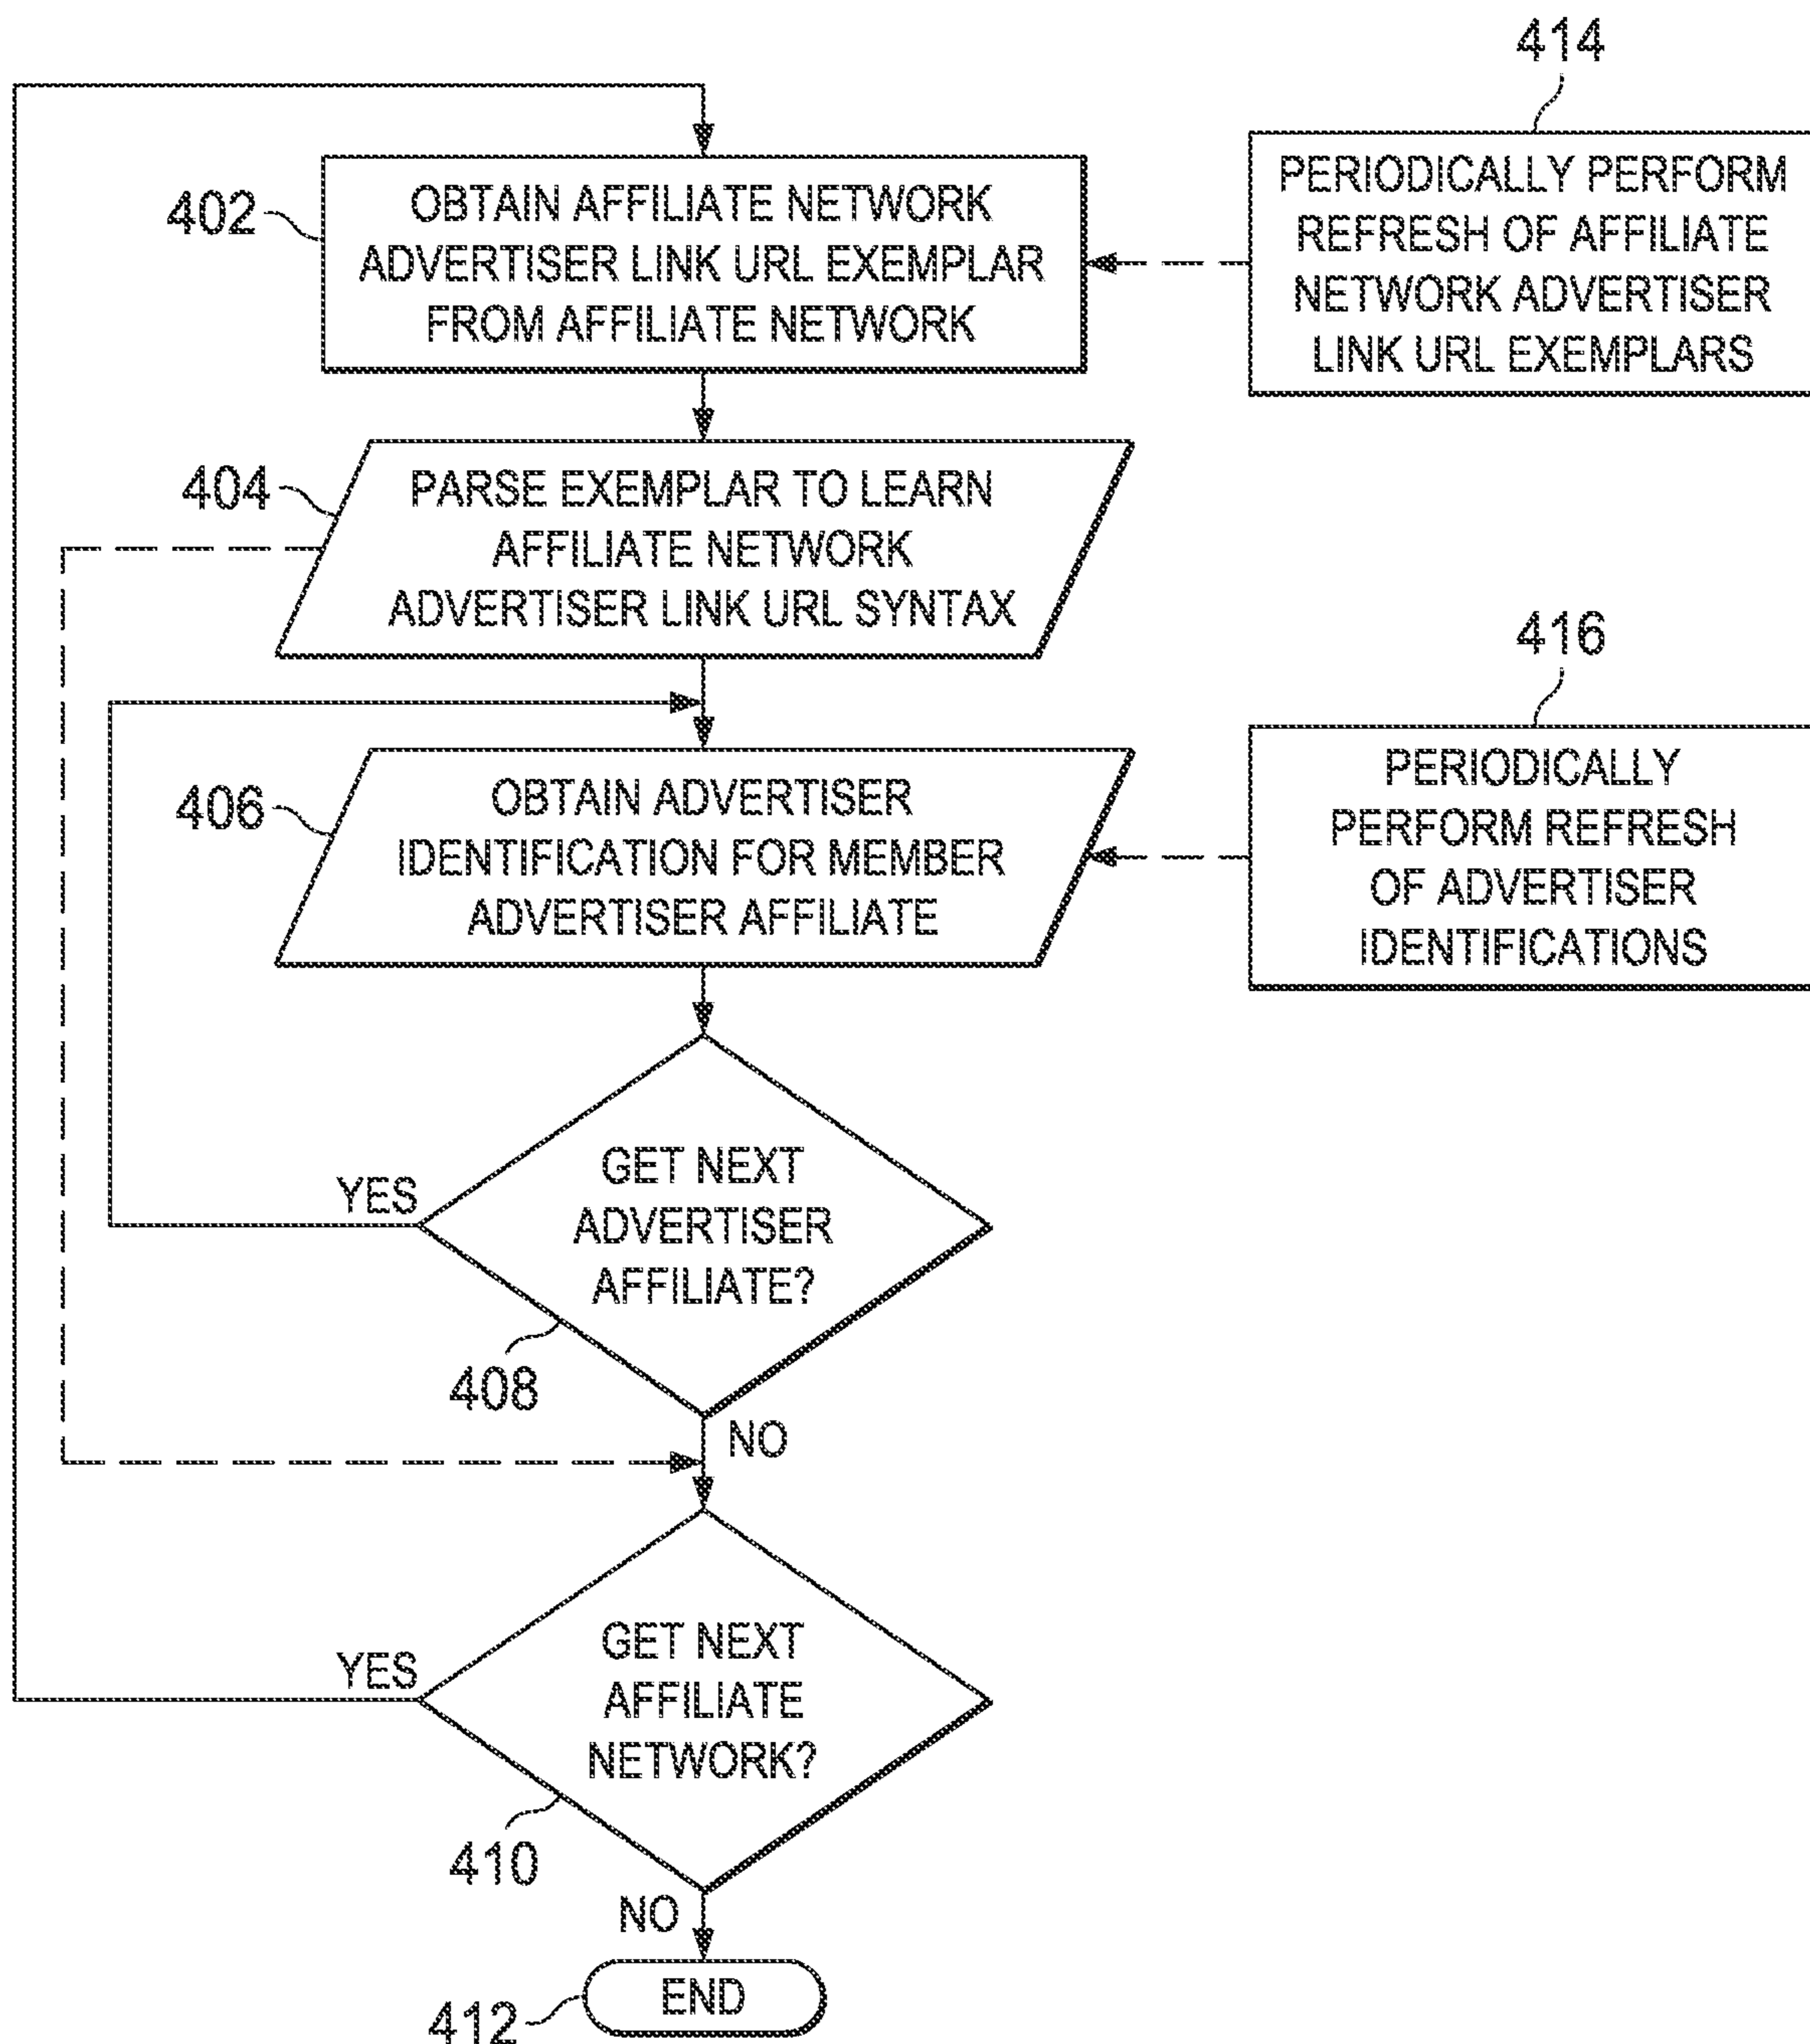 414
402
OBTAIN AFFILIATE NETWORK
ADVERTISER LINK URL EXEMPLAR
FROM AFFILIATE NETWORK
PERIODICALLY PERFORM
REFRESH OF AFFILIATE
NETWORK ADVERTISER
LINK URL EXEMPLARS
404
PARSE EXEMPLAR TO LEARN
AFFILIATE NETWORK
ADVERTISER LINK URL SYNTAX
416
406
OBTAIN ADVERTISER
IDENTIFICATION FOR MEMBER
ADVERTISER AFFILIATE
PERIODICALLY
PERFORM REFRESH
OF ADVERTISER
IDENTIFICATIONS
YES
GET NEXT
ADVERTISER
AFFILIATE?
408
NO
YES
GET NEXT
AFFILIATE
NETWORK?
410
NO
END
412